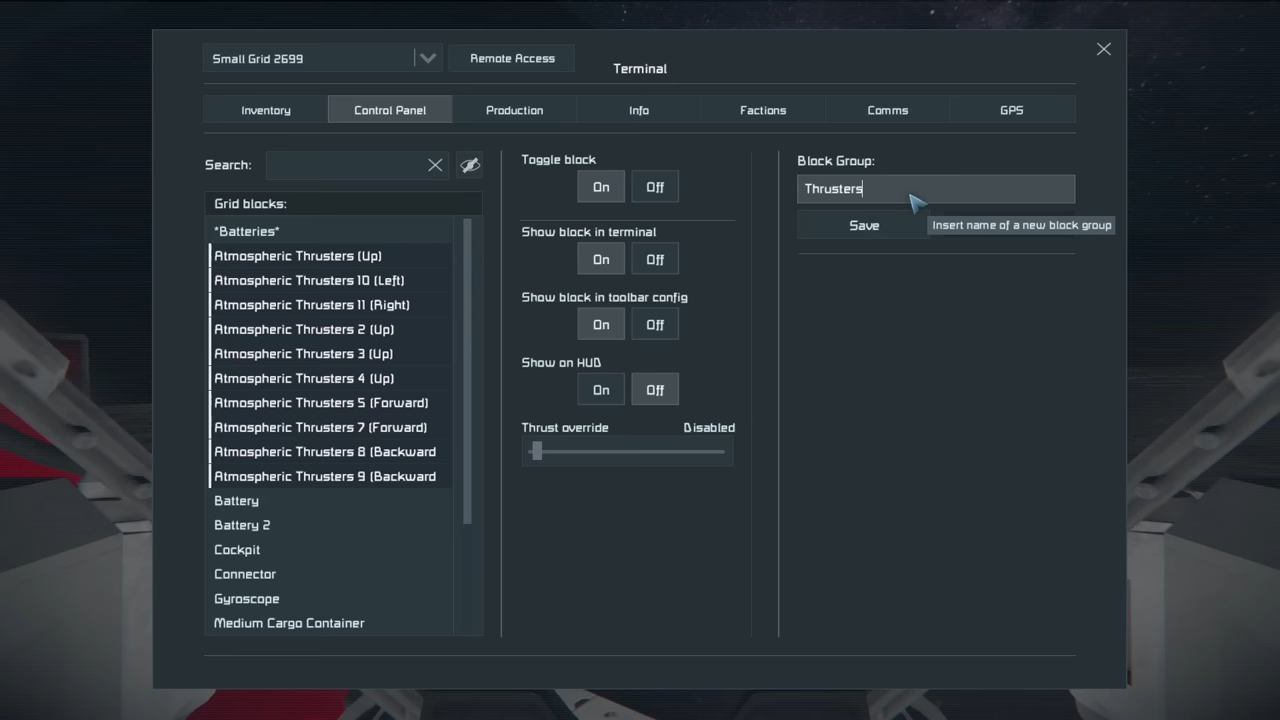 Small Grid 2699
Remote Access
Terminal
Inventory
Control Panel
Production
Info
Factions
Comms
GPS
Search:
Grid blocks:
*Batteries*
Atmospheric Thrusters (Up)
Atmospheric Thrusters 10 (Left)
Atmospheric Thrusters 11 (Right)
Atmospheric Thrusters 2 (Up)
Atmospheric Thrusters 3 (Up)
Atmospheric Thrusters 4 (Up)
Atmospheric Thrusters 5 (Forward)
Atmospheric Thrusters 7 (Forward)
Atmospheric Thrusters 8 (Backward
Atmospheric Thrusters 9 (Backward
Battery
Battery 2
Cockpit
Connector
Gyroscope
Medium Cargo Container
Toggle block
On Off
Show block in terminal
On Off
Show block in toolbar config
On Off
Show on HUD
On Off
Thrust override Disabled
Block Group:
Thrusters
Save
Insert name of a new block group